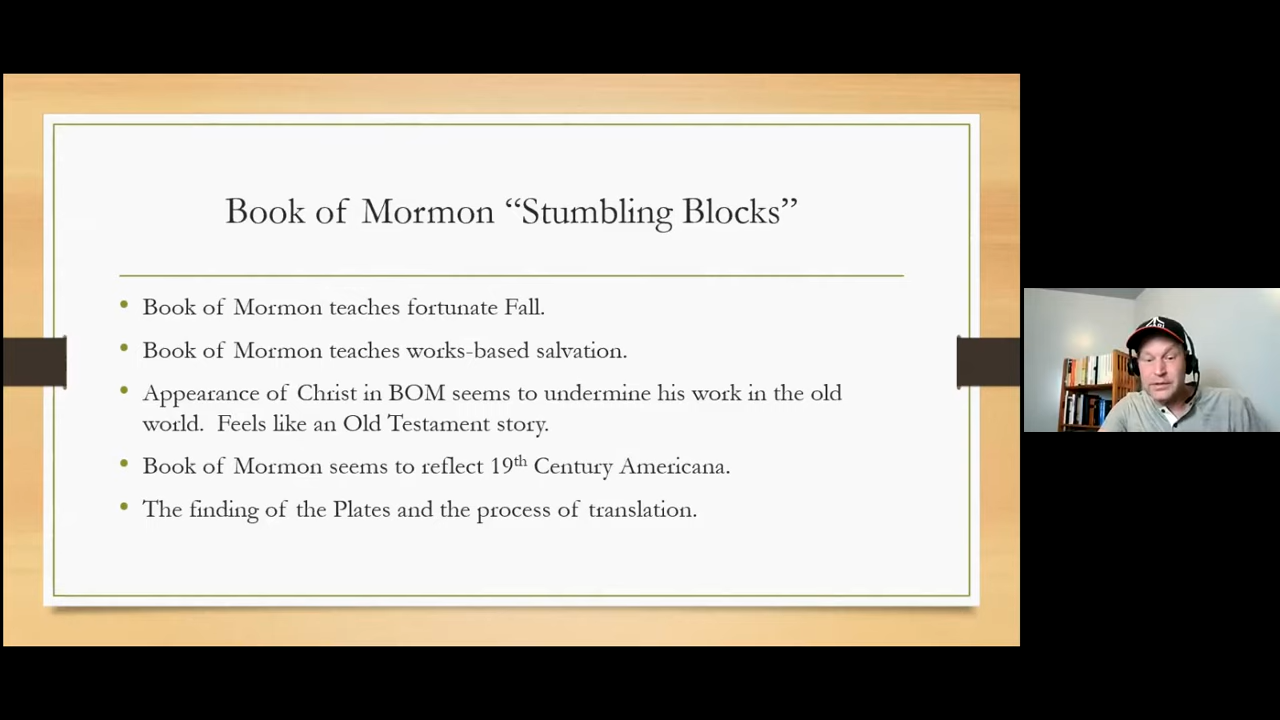 Book of Mormon “Stumbling Blocks”
• Book of Mormon teaches fortunate Fall.
• Book of Mormon teaches works-based salvation.
• Appearance of Christ in BOM seems to undermine his work in the old
world.  Feels like an Old Testament story.
• Book of Mormon seems to reflect 19th Century Americana.
• The finding of the Plates and the process of translation.